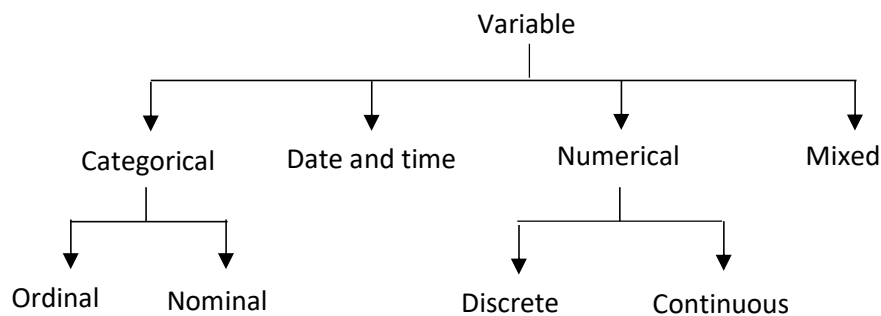 Variable
Categorical Date and time Numerical Mixed
Ordinal Nominal Discrete Continuous